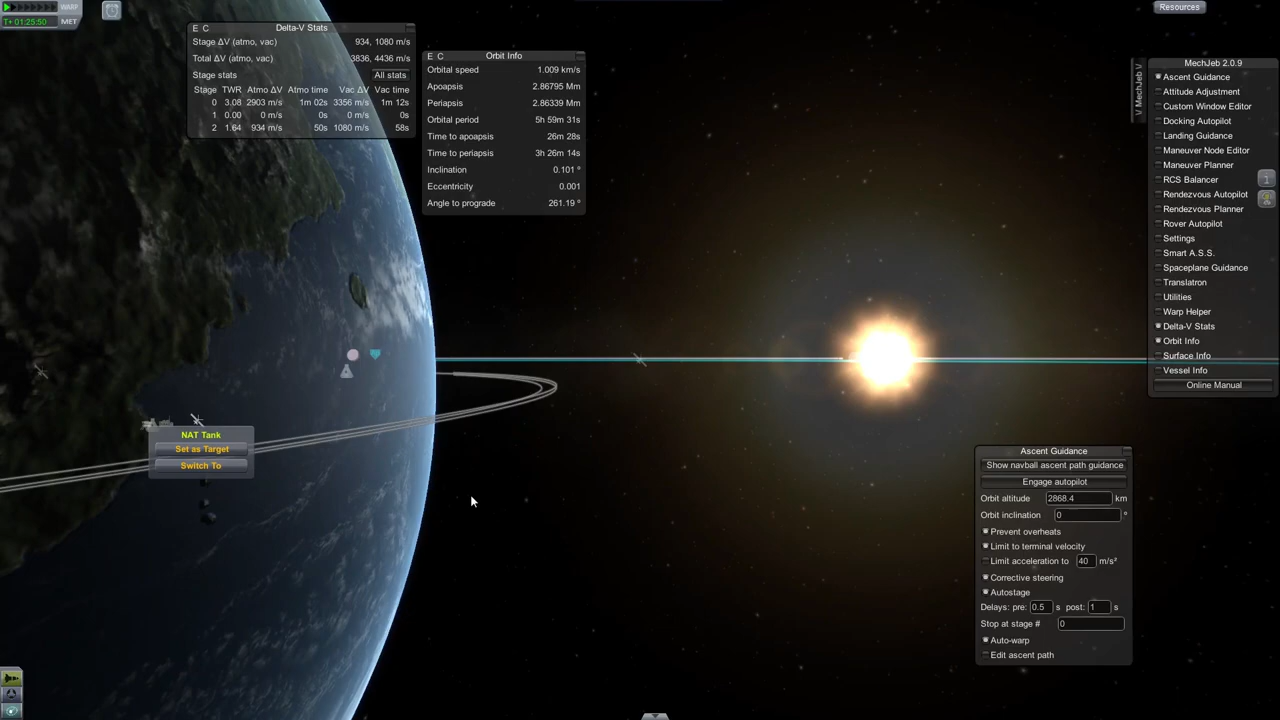 WARP
T+ 01:25:50 MET
E C Delta-V Stats
Stage ΔV (atmo, vac) 934, 1080 m/s
Total ΔV (atmo, vac) 3836, 4436 m/s
Stage stats All stats
Stage TWR Atmo ΔV Atmo time Vac ΔV Vac time
0 3.08 2903 m/s 1m 02s 3356 m/s 1m 12s
1 0.00 0 m/s 0s 0 m/s 0s
2 1.64 934 m/s 50s 1080 m/s 58s
E C Orbit Info
Orbital speed 1.009 km/s
Apoapsis 2.86795 Mm
Periapsis 2.86339 Mm
Orbital period 5h 59m 31s
Time to apoapsis 26m 28s
Time to periapsis 3h 26m 14s
Inclination 0.101 º
Eccentricity 0.001
Angle to prograde 261.19 º
Resources
V MechJeb V
MechJeb 2.0.9
Ascent Guidance
Attitude Adjustment
Custom Window Editor
Docking Autopilot
Landing Guidance
Maneuver Node Editor
Maneuver Planner
RCS Balancer
Rendezvous Autopilot
Rendezvous Planner
Rover Autopilot
Settings
Smart A.S.S.
Spaceplane Guidance
Translatron
Utilities
Warp Helper
Delta-V Stats
Orbit Info
Surface Info
Vessel Info
Online Manual
NAT Tank
Set as Target
Switch To
Ascent Guidance
Show navball ascent path guidance
Engage autopilot
Orbit altitude 2868.4 km
Orbit inclination 0 º
Prevent overheats
Limit to terminal velocity
Limit acceleration to 40 m/s²
Corrective steering
Autostage
Delays: pre: 0.5 s post: 1 s
Stop at stage # 0
Auto-warp
Edit ascent path